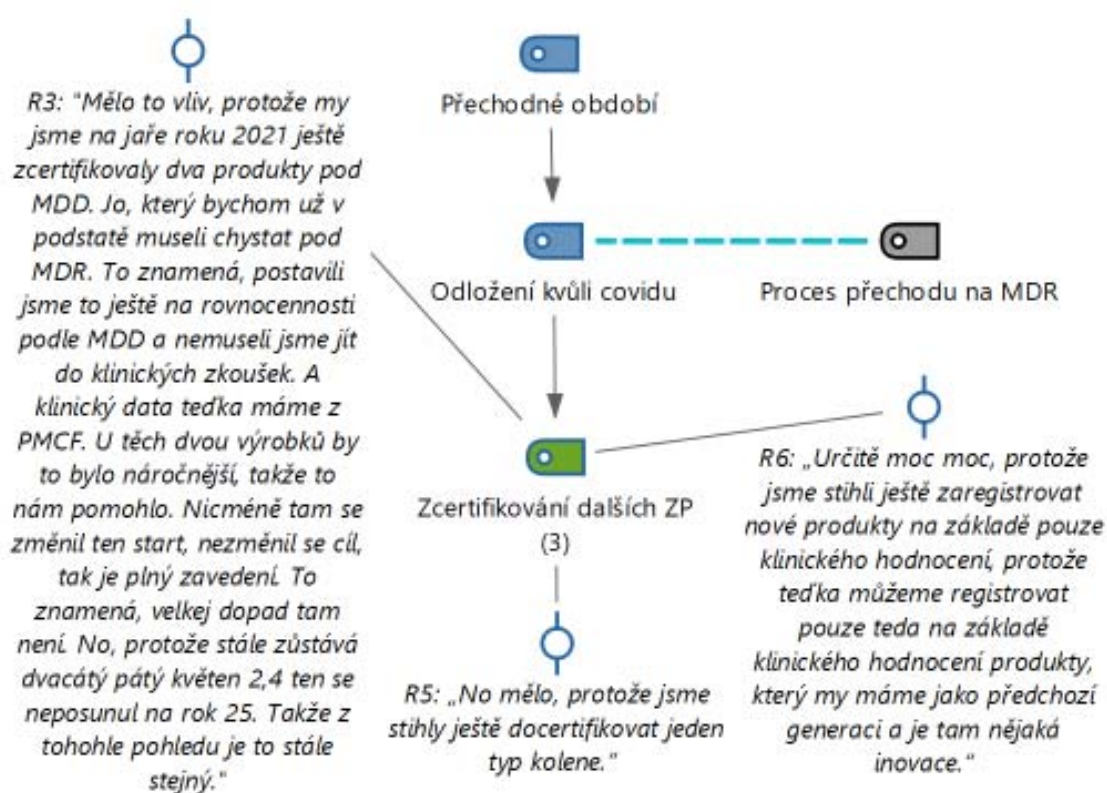 R3: "Mělo to vliv, protože my
jsme na jaře roku 2021 ještě
zcertifikovaly dva produkty pod
MDD. Jo, který bychom už v
podstatě museli chystat pod
MDR. To znamená, postavili
jsme to ještě na rovnocennosti
podle MDD a nemuseli jsme jít
do klinických zkoušek. A
klinický data teďka máme z
PMCF. U těch dvou výrobků by
to bylo náročnější, takže to
nám pomohlo. Nicméně tam se
změnil ten start, nezměnil se cíl,
tak je plný zavedení. To
znamená, velkej dopad tam
není. No, protože stále zůstává
dvacátý pátý květen 2,4 ten se
neposunul na rok 25. Takže z
tohohle pohledu je to stále
stejný."
Přechodné období
Odložení kvůli covidu
Proces přechodu na MDR
Zcertifikování dalších ZP
(3)
R5: „No mělo, protože jsme
stihly ještě docertifikovat jeden
typ kolene."
R6: „Určitě moc moc, protože
jsme stihli ještě zaregistrovat
nové produkty na základě pouze
klinického hodnocení, protože
teďka můžeme registrovat
pouze teda na základě
klinického hodnocení produkty,
který my máme jako předchozí
generaci a je tam nějaká
inovace."